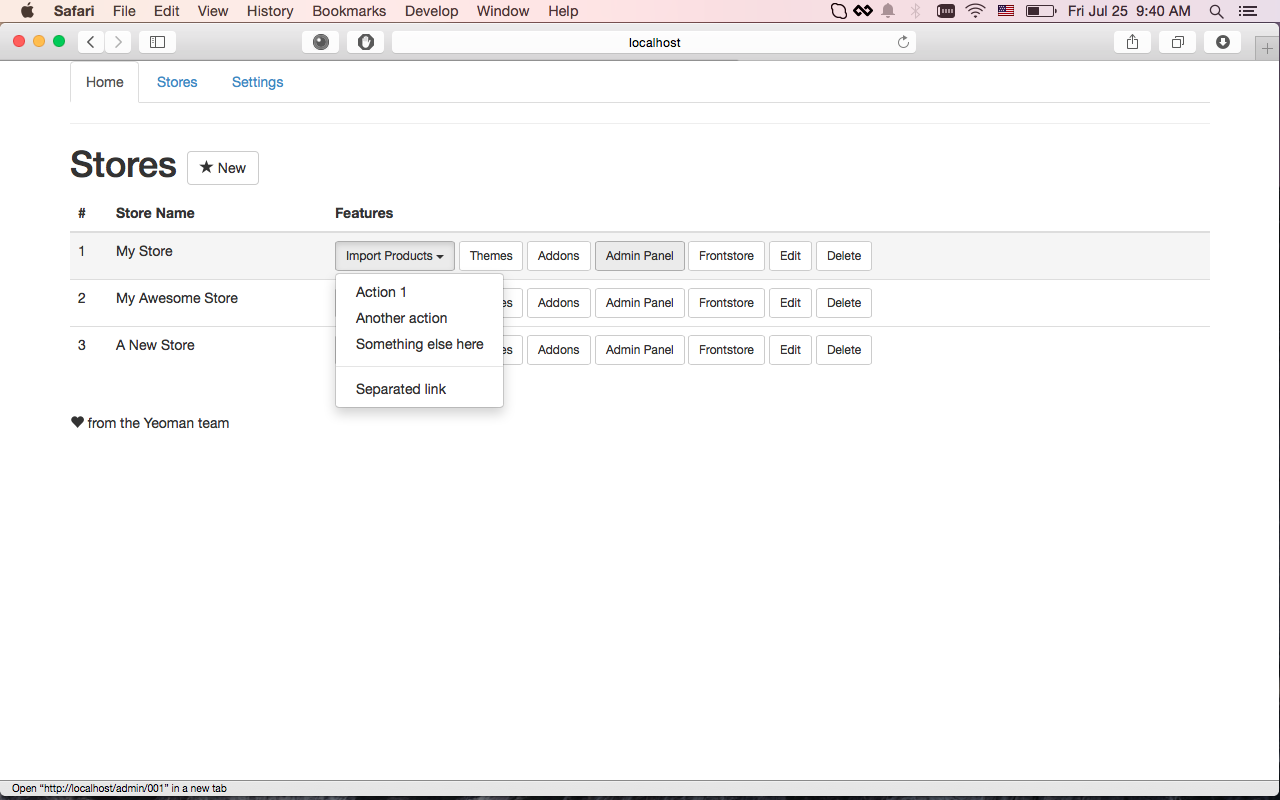 Safari File Edit View History Bookmarks Develop Window Help Fri Jul 25 9:40 AM
localhost
Home Stores Settings
Stores New
# Store Name Features
1 My Store Import Products Themes Addons Admin Panel Frontstore Edit Delete
Action 1
2 My Awesome Store es Addons Admin Panel Frontstore Edit Delete
Another action
Something else here
3 A New Store es Addons Admin Panel Frontstore Edit Delete
Separated link
from the Yeoman team
Open “http://localhost/admin/001” in a new tab